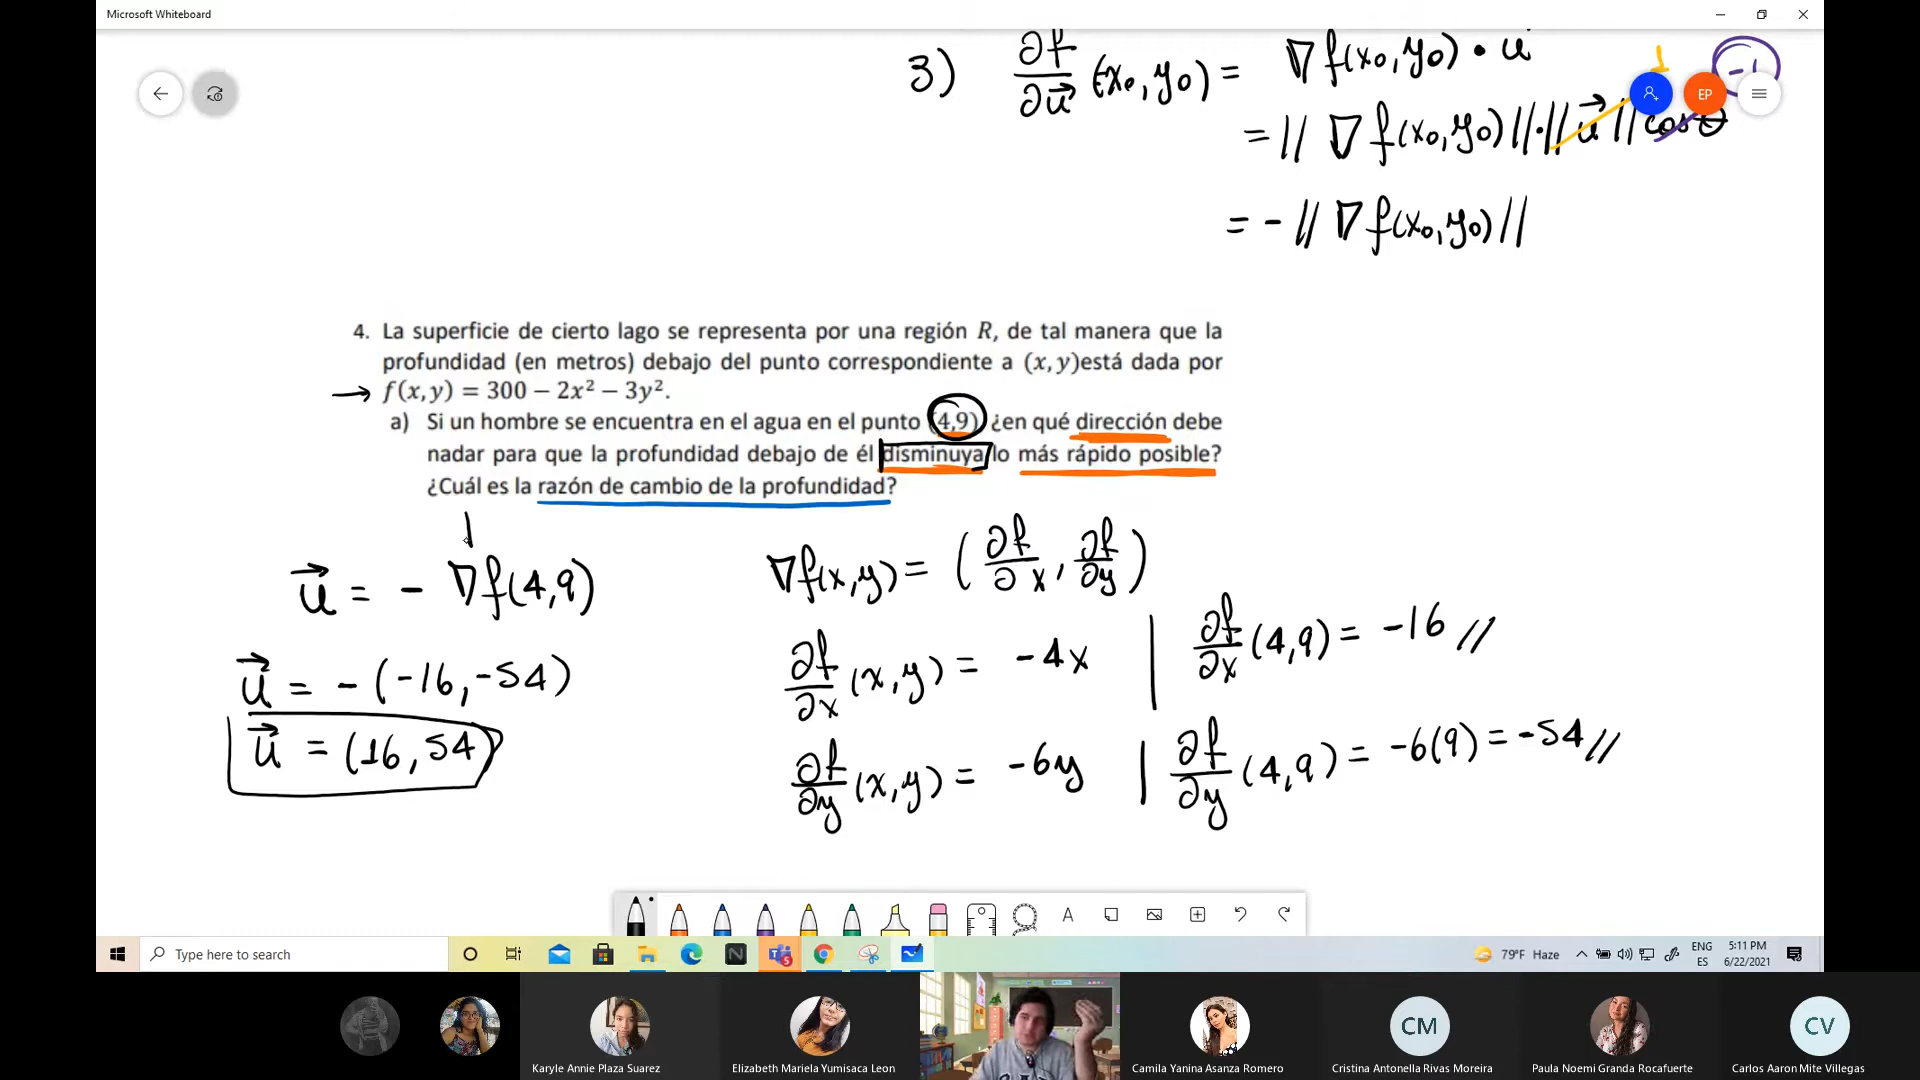 Microsoft Whiteboard
3) ∂f/∂u⃗ (x₀,y₀) = ∇f(x₀,y₀) • u
1
-1
EP
= || ∇f(x₀,y₀) || · || u⃗ || cosθ
= - || ∇f(x₀,y₀) ||
4. La superficie de cierto lago se representa por una región R, de tal manera que la
profundidad (en metros) debajo del punto correspondiente a (x, y)está dada por
→ f(x, y) = 300 − 2x² − 3y².
a) Si un hombre se encuentra en el agua en el punto (4,9) ¿en qué dirección debe
nadar para que la profundidad debajo de él disminuya lo más rápido posible?
¿Cuál es la razón de cambio de la profundidad?
u⃗ = - ∇f(4,9)
∇f(x,y) = (∂f/∂x, ∂f/∂y)
u⃗ = - (-16,-54)
∂f/∂x (x,y) = -4x | ∂f/∂x (4,9) = -16 //
u⃗ = (16,54)
∂f/∂y (x,y) = -6y | ∂f/∂y (4,9) = -6(9) = -54 //
A
Type here to search
N
5
79°F Haze
ENG
ES
5:11 PM
6/22/2021
CM
CV
Karyle Annie Plaza Suarez
Elizabeth Mariela Yumisaca Leon
Camila Yanina Asanza Romero
Cristina Antonella Rivas Moreira
Paula Noemi Granda Rocafuerte
Carlos Aaron Mite Villegas